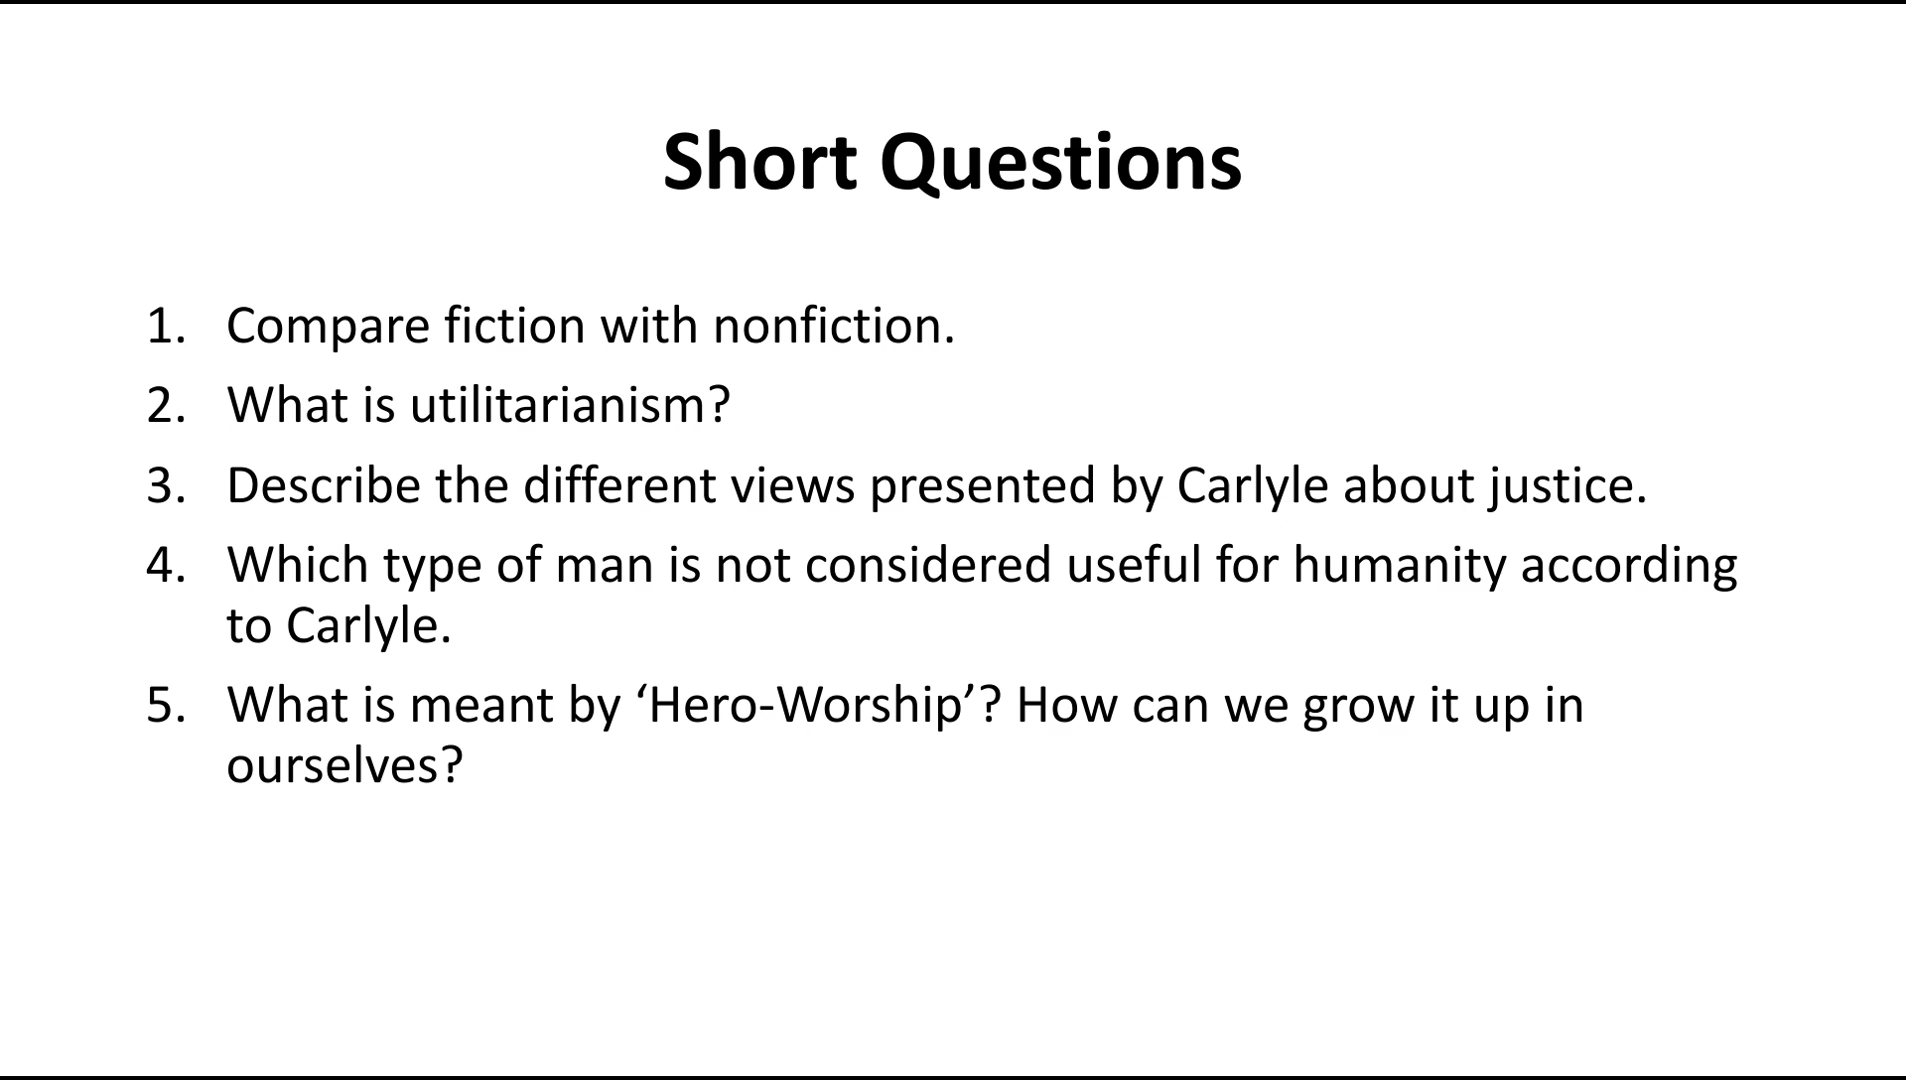 Short Questions
1. Compare fiction with nonfiction.
2. What is utilitarianism?
3. Describe the different views presented by Carlyle about justice.
4. Which type of man is not considered useful for humanity according
to Carlyle.
5. What is meant by ‘Hero-Worship’? How can we grow it up in
ourselves?